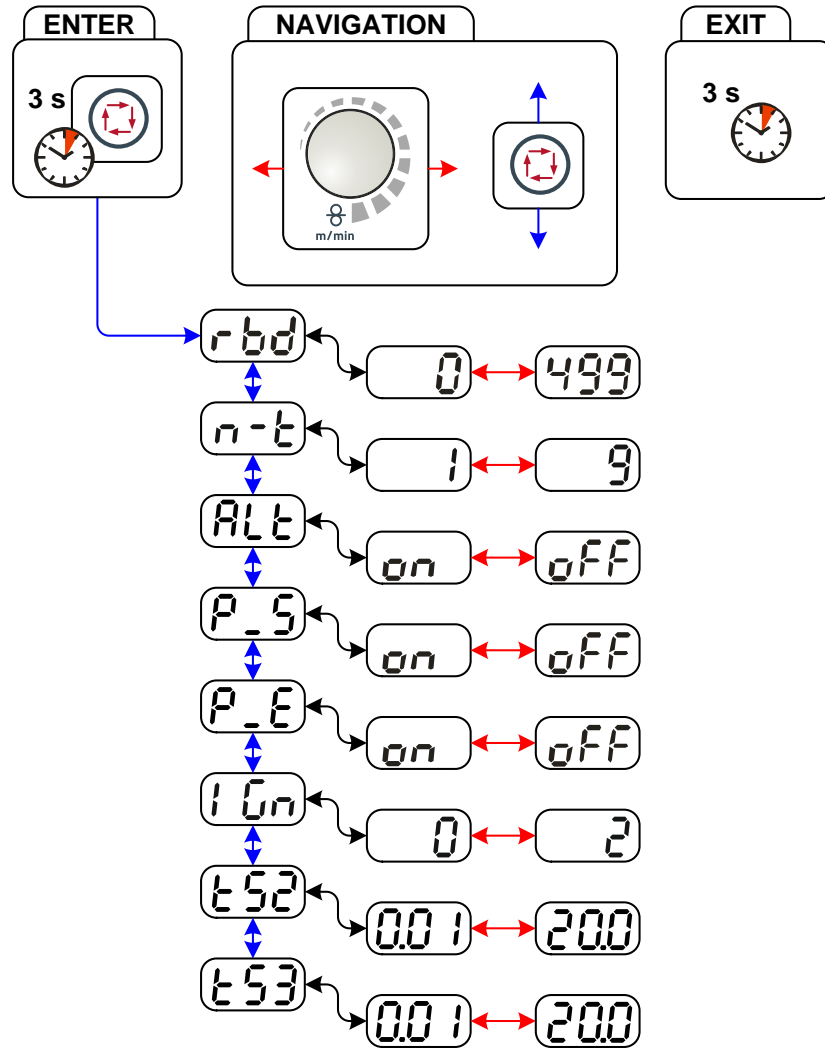 ENTER NAVIGATION EXIT
3 s 3 s
m/min
rbd
0 499
n-t
1 9
ALt
on oFF
P_S
on oFF
P_E
on oFF
IGn
0 2
tS2
0.01 20.0
tS3
0.01 20.0